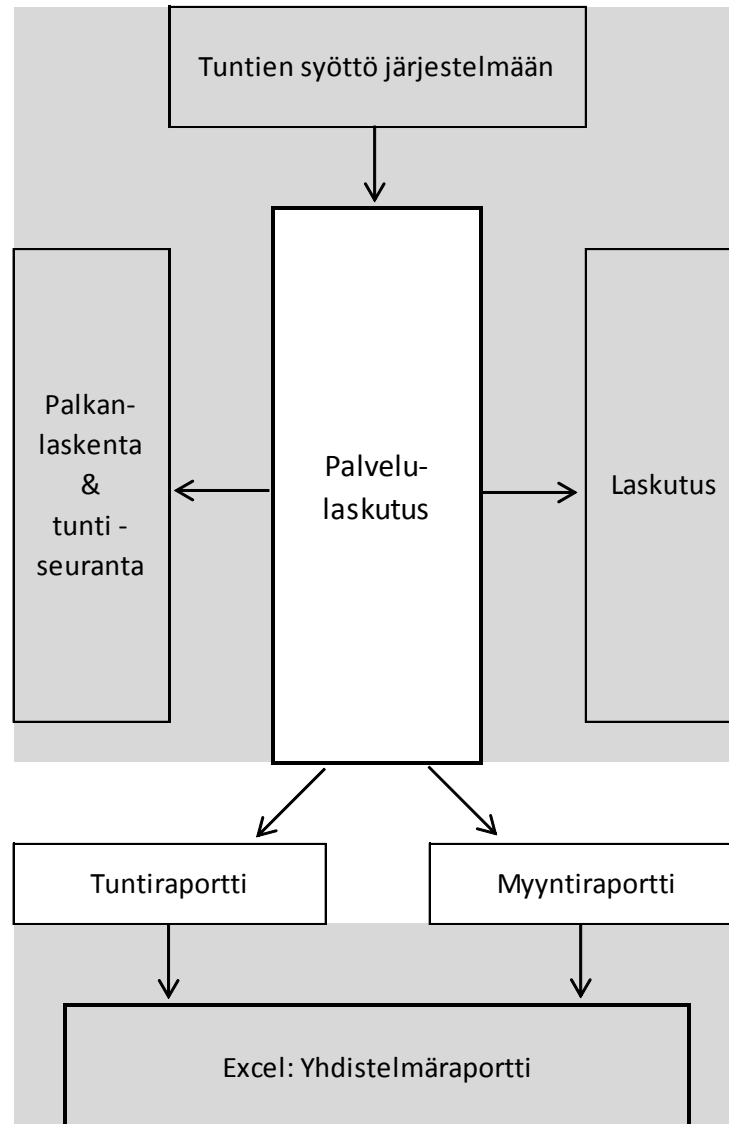 Tuntien syöttö järjestelmään
Palkan-
laskenta
&
tunti -
seuranta
Palvelu-
laskutus
Laskutus
Tuntiraportti
Myyntiraportti
Excel: Yhdistelmäraportti